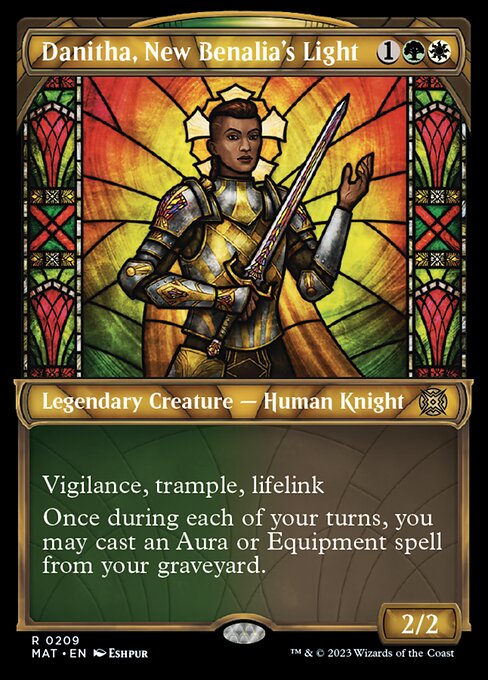 Danitha, New Benalia's Light 1
Legendary Creature — Human Knight
Vigilance, trample, lifelink
Once during each of your turns, you
may cast an Aura or Equipment spell
from your graveyard.
2/2
R 0209
MAT • EN Eshpur
™ & © 2023 Wizards of the Coast